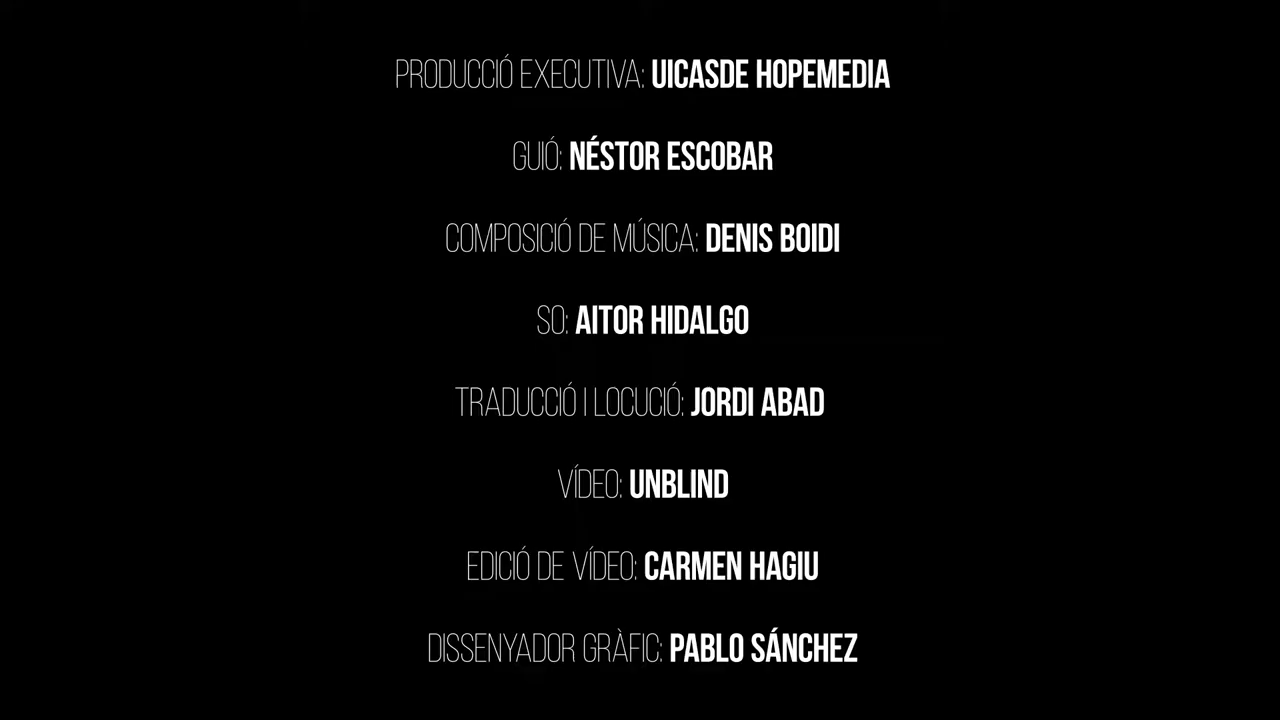 PRODUCCIÓ EXECUTIVA: UICASDE HOPEMEDIA
GUIÓ: NÉSTOR ESCOBAR
COMPOSICIÓ DE MÚSICA: DENIS BOIDI
SO: AITOR HIDALGO
TRADUCCIÓ I LOCUCIÓ: JORDI ABAD
VÍDEO: UNBLIND
EDICIÓ DE VÍDEO: CARMEN HAGIU
DISSENYADOR GRÀFIC: PABLO SÁNCHEZ